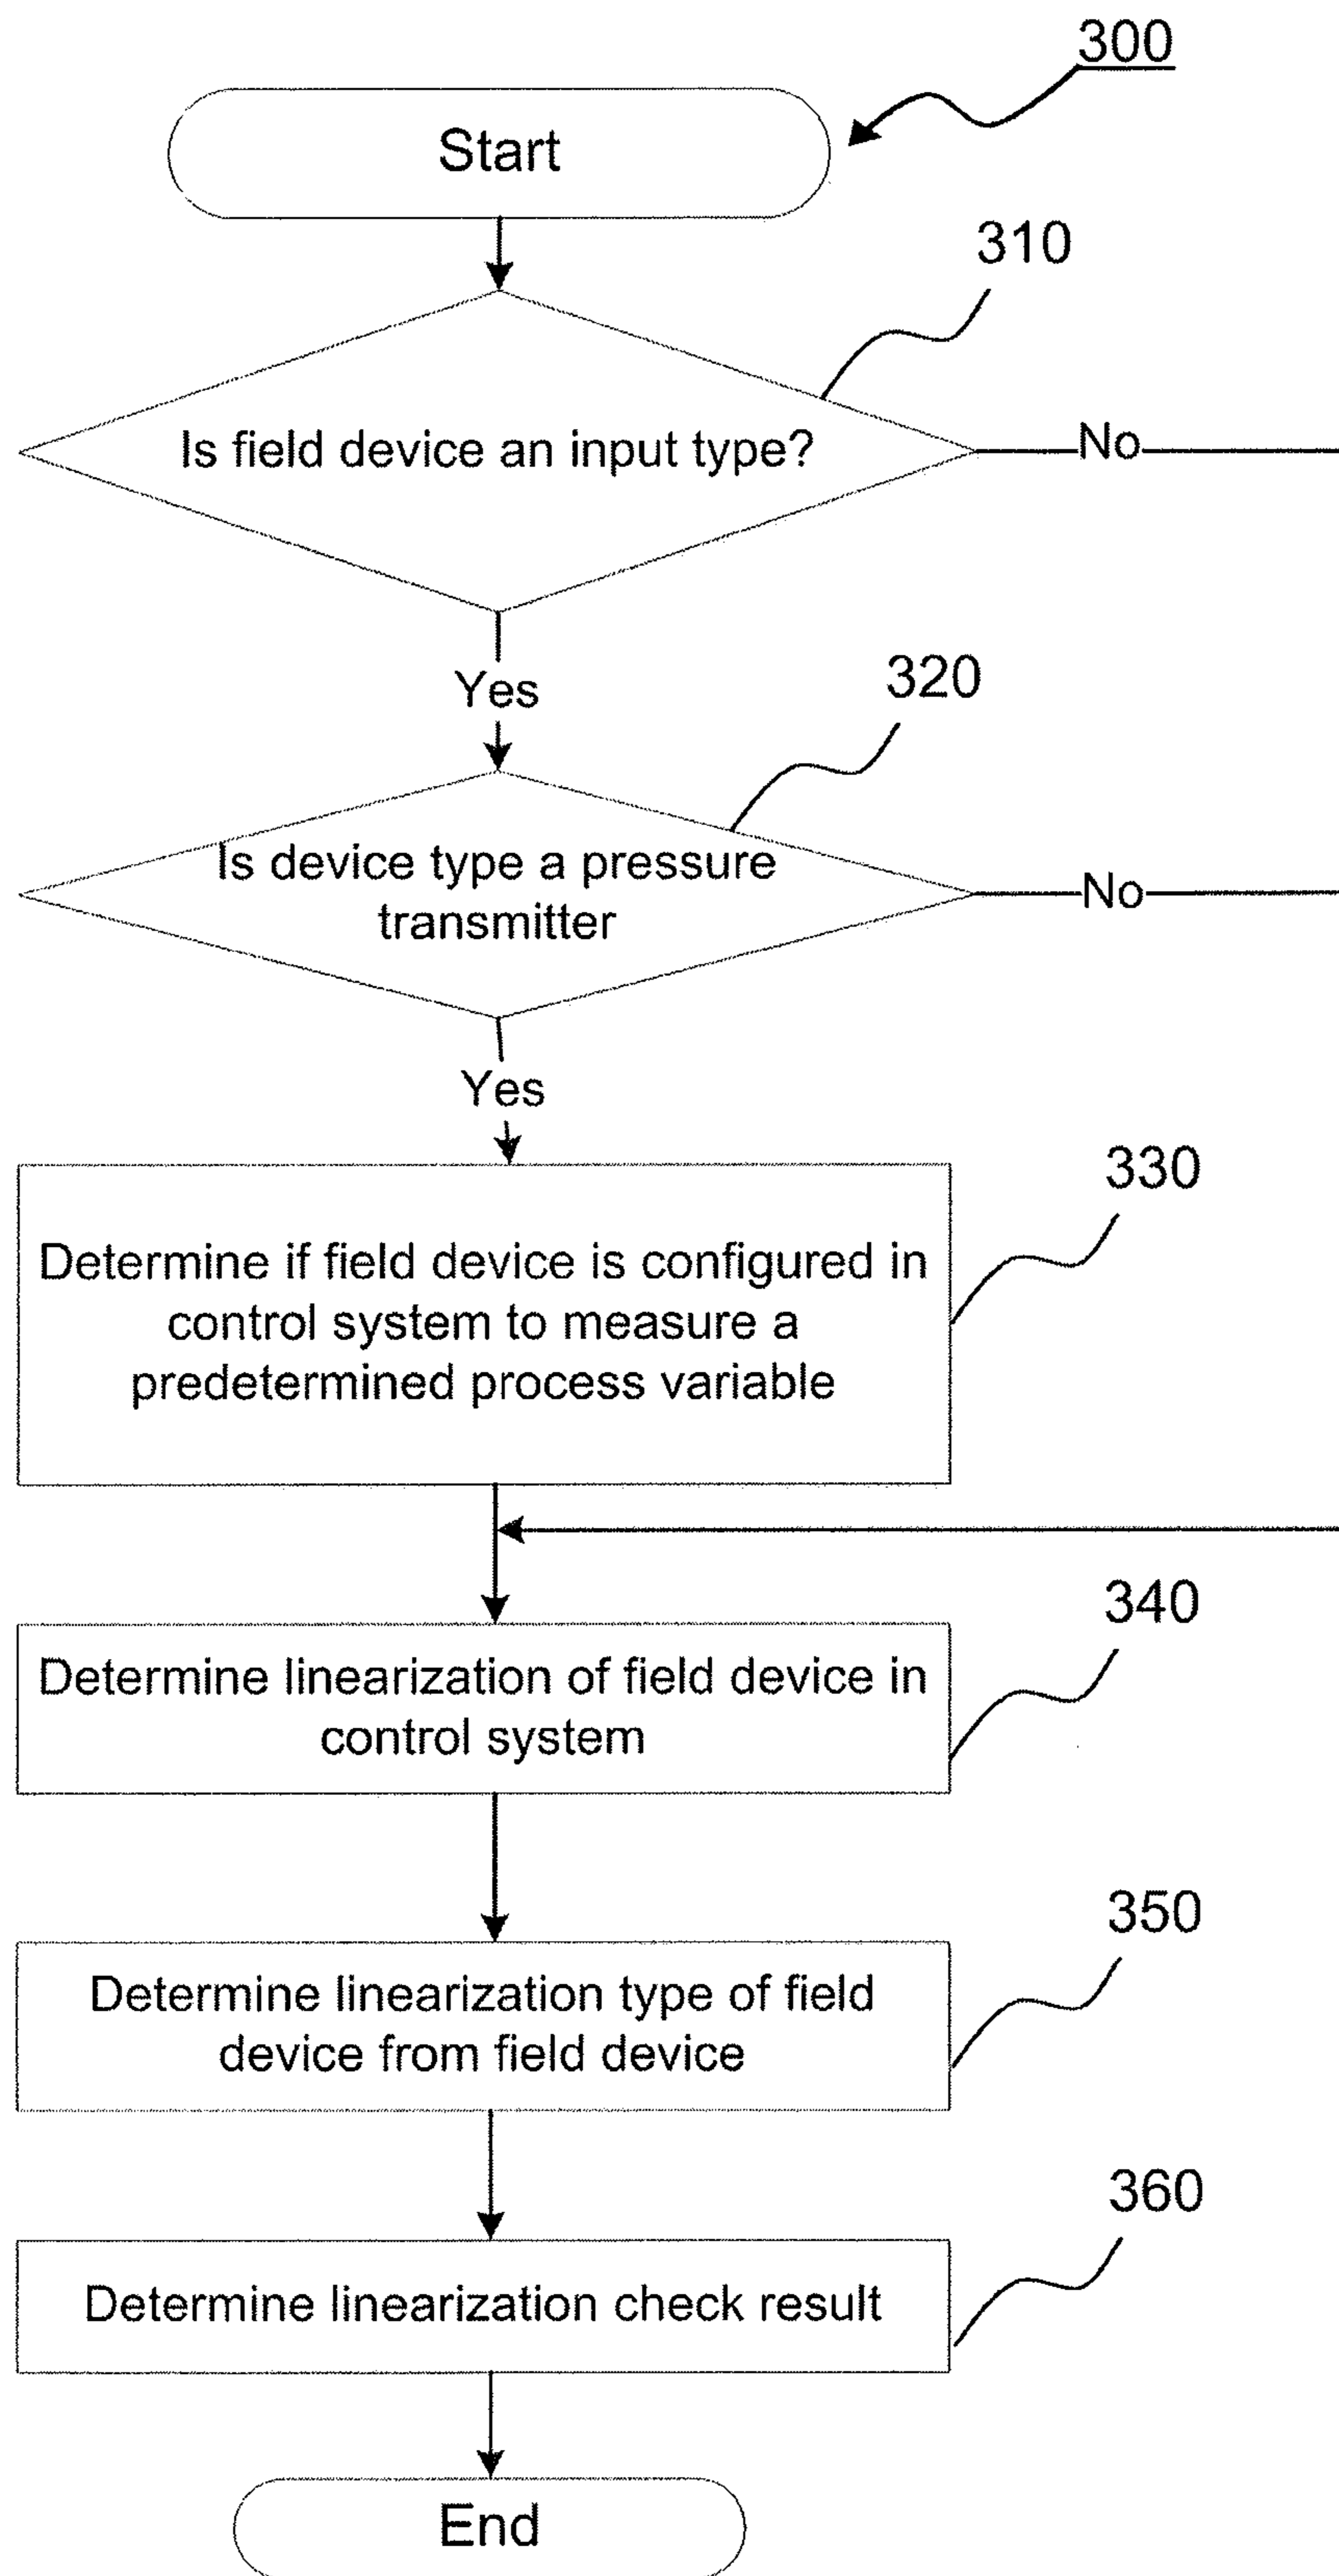 300
Start
310
Is field device an input type?
No
Yes
320
Is device type a pressure
transmitter
No
Yes
330
Determine if field device is configured in
control system to measure a
predetermined process variable
340
Determine linearization of field device in
control system
350
Determine linearization type of field
device from field device
360
Determine linearization check result
End